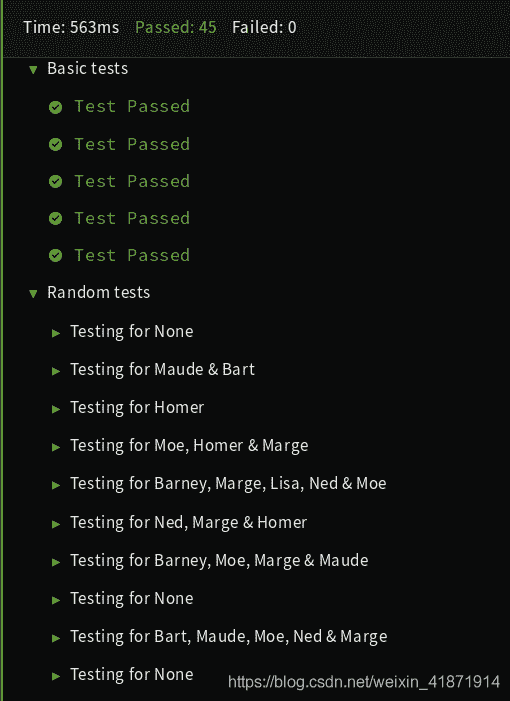 Time: 563ms Passed: 45 Failed: 0
Basic tests
Test Passed
Test Passed
Test Passed
Test Passed
Test Passed
Random tests
Testing for None
Testing for Maude & Bart
Testing for Homer
Testing for Moe, Homer & Marge
Testing for Barney, Marge, Lisa, Ned & Moe
Testing for Ned, Marge & Homer
Testing for Barney, Moe, Marge & Maude
Testing for None
Testing for Bart, Maude, Moe, Ned & Marge
Testing for None
https://blog.csdn.net/weixin_41871914